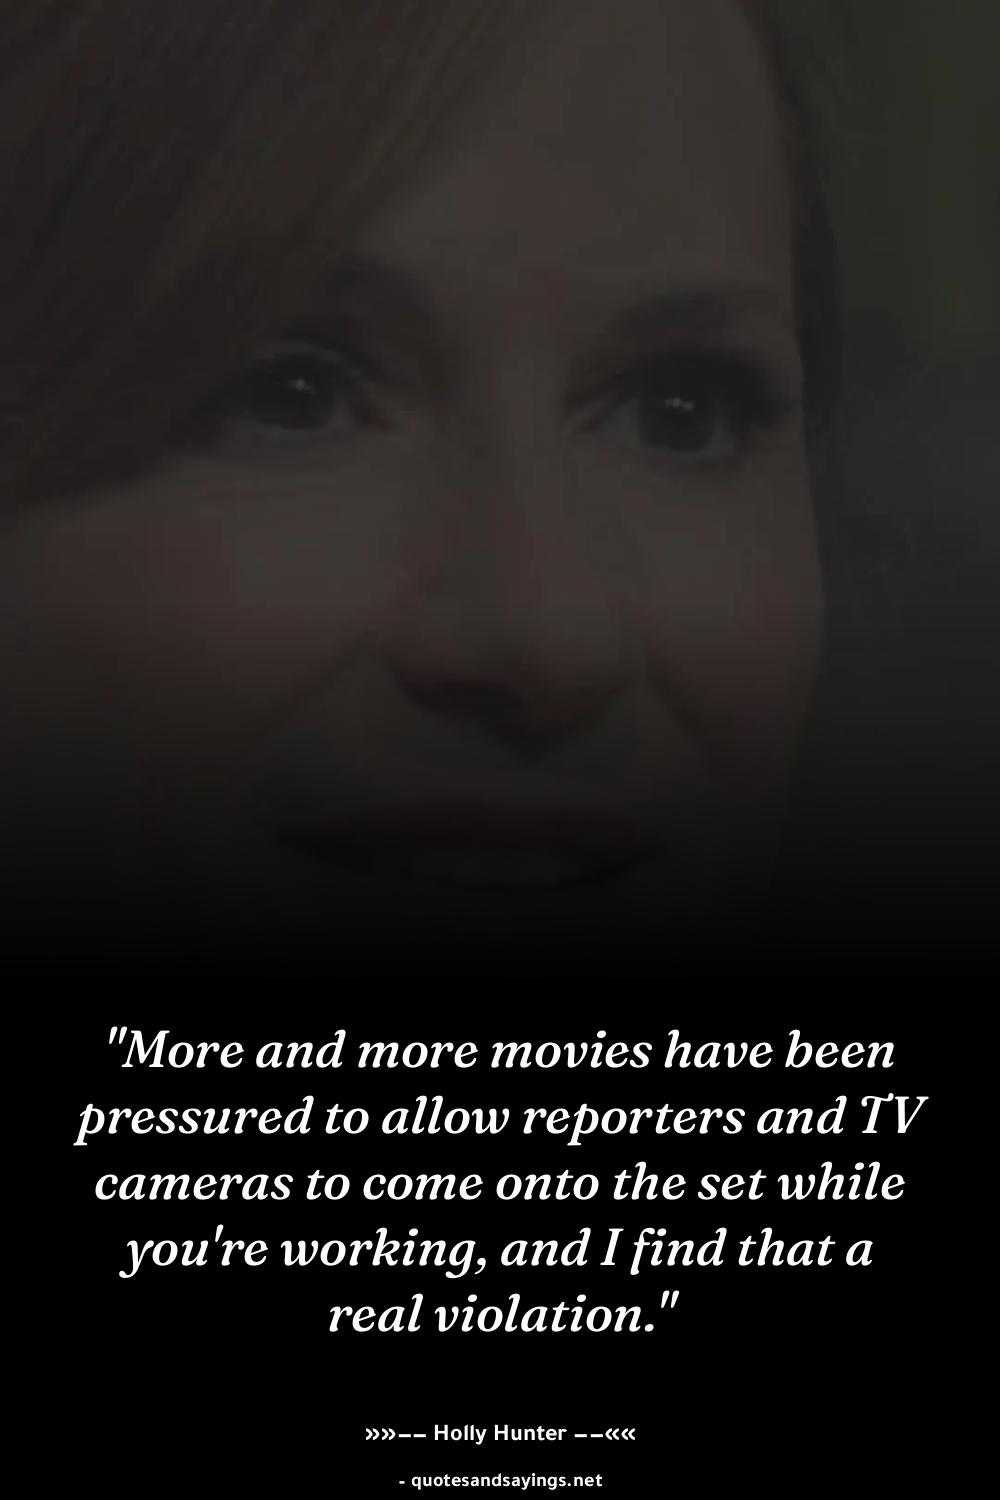 "More and more movies have been
pressured to allow reporters and TV
cameras to come onto the set while
you're working, and I find that a
real violation."
»»–– Holly Hunter ––««
- quotesandsayings.net